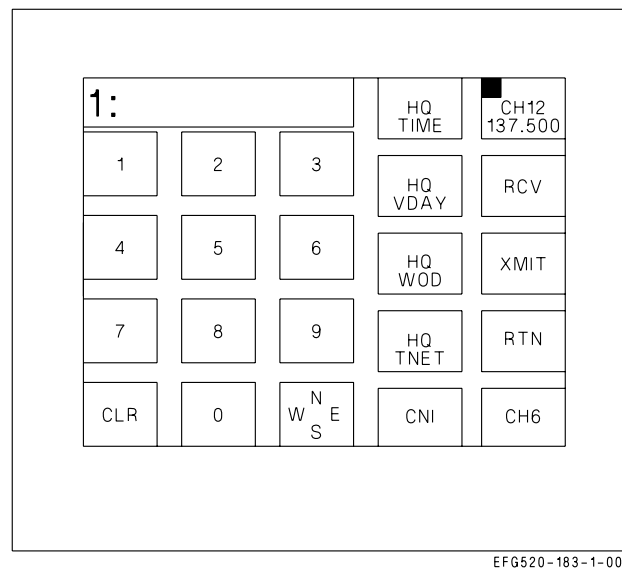 1:
HQ
TIME
CH12
137.500
1
2
3
HQ
VDAY
RCV
4
5
6
HQ
WOD
XMIT
7
8
9
HQ
TNET
RTN
CLR
0
N
W E
S
CNI
CH6
EFG520-183-1-00